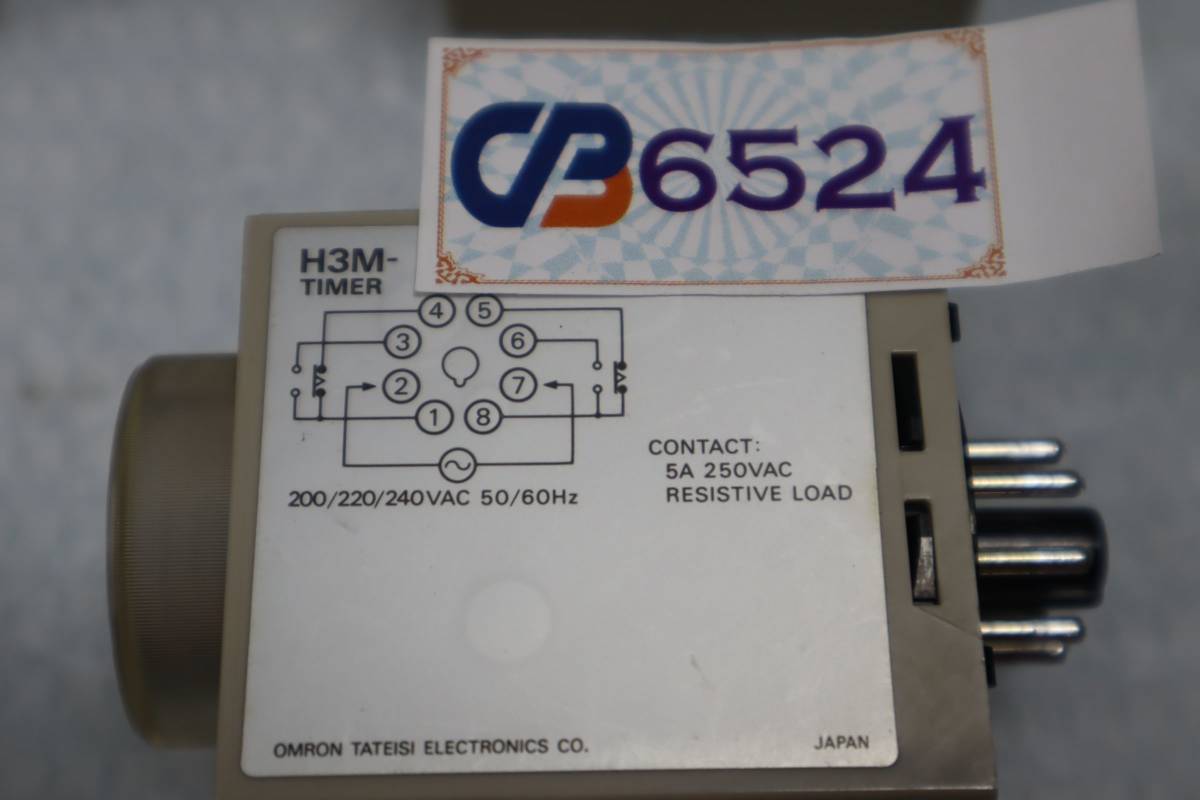 CB 6524
H3M-
TIMER
4 5
3 6
2 7
1 8
200/220/240VAC 50/60Hz
CONTACT:
5A 250VAC
RESISTIVE LOAD
OMRON TATEISI ELECTRONICS CO.
JAPAN